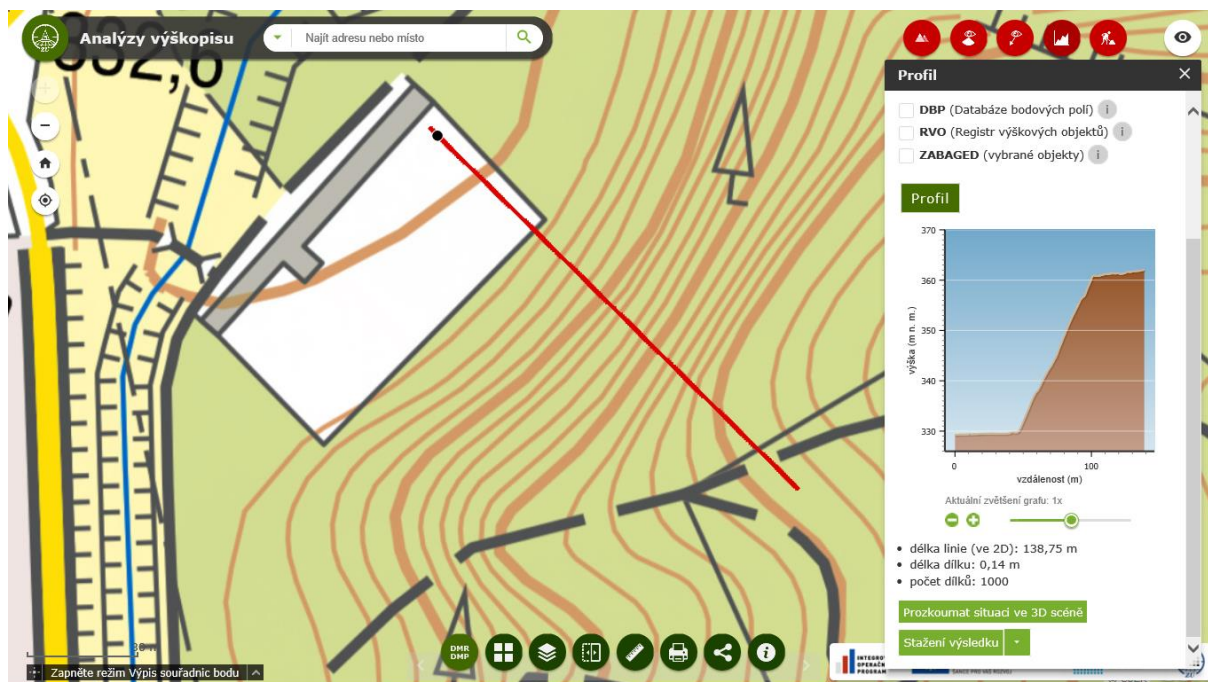 Analýzy výškopisu
Najít adresu nebo místo
Profil
DBP (Databáze bodových polí)
RVO (Registr výškových objektů)
ZABAGED (vybrané objekty)
Profil
370
360
350
340
330
výška (m n. m.)
0
100
vzdálenost (m)
Aktuální zvětšení grafu: 1x
délka linie (ve 2D): 138,75 m
délka dílku: 0,14 m
počet dílků: 1000
Prozkoumat situaci ve 3D scéně
Stažení výsledku
DMR
DMP
Zapněte režim Výpis souřadnic bodu